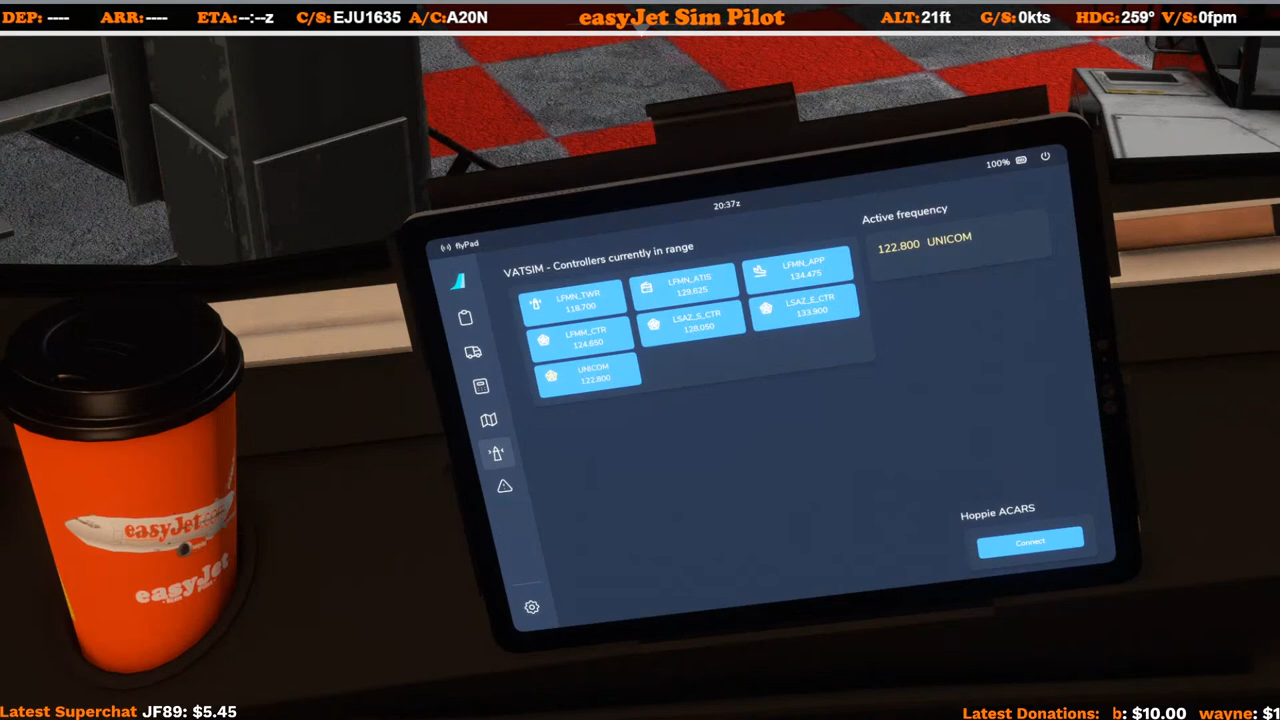 DEP: ---- ARR: ---- ETA: --:--z C/S: EJU1635 A/C: A20N easyJet Sim Pilot ALT: 21ft G/S: 0kts HDG: 259° V/S: 0fpm
100%
20:37z
flyPad
Active frequency
122.800 UNICOM
VATSIM - Controllers currently in range
LFMN_TWR
118.700
LFMN_ATIS
129.625
LFMN_APP
134.475
LFMM_CTR
124.650
LSAZ_S_CTR
128.050
LSAZ_E_CTR
133.900
UNICOM
122.800
Hoppie ACARS
Connect
easyJet.com
easyJet
Latest Superchat JF89: $5.45
Latest Donations: b: $10.00 wayne: $1